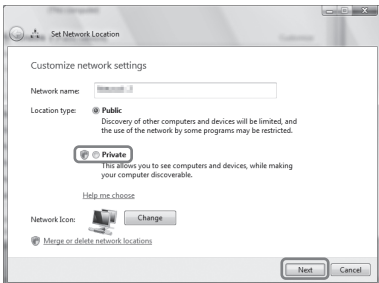 Set Network Location
Customize network settings
Network name:
Location type:
Public
Discovery of other computers and devices will be limited, and
the use of the network by some programs may be restricted.
Private
This allows you to see computers and devices, while making
your computer discoverable.
Help me choose
Network Icon:
Change
Merge or delete network locations
Next
Cancel